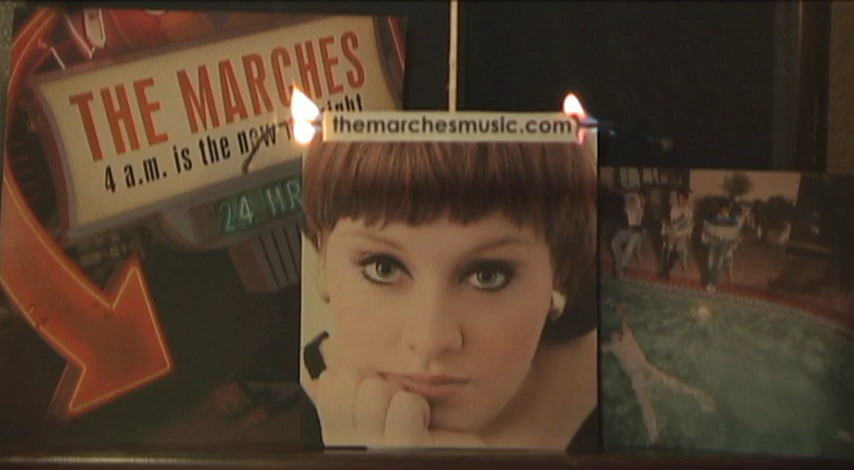 THE MARCHES
4 a.m. is the new
24 HR
themarchesmusic.com